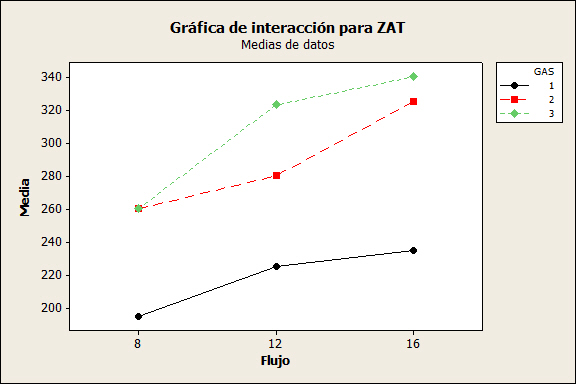 Gráfica de interacción para ZAT
Medias de datos
GAS
1
2
3
Media
340
320
300
280
260
240
220
200
8 12 16
Flujo